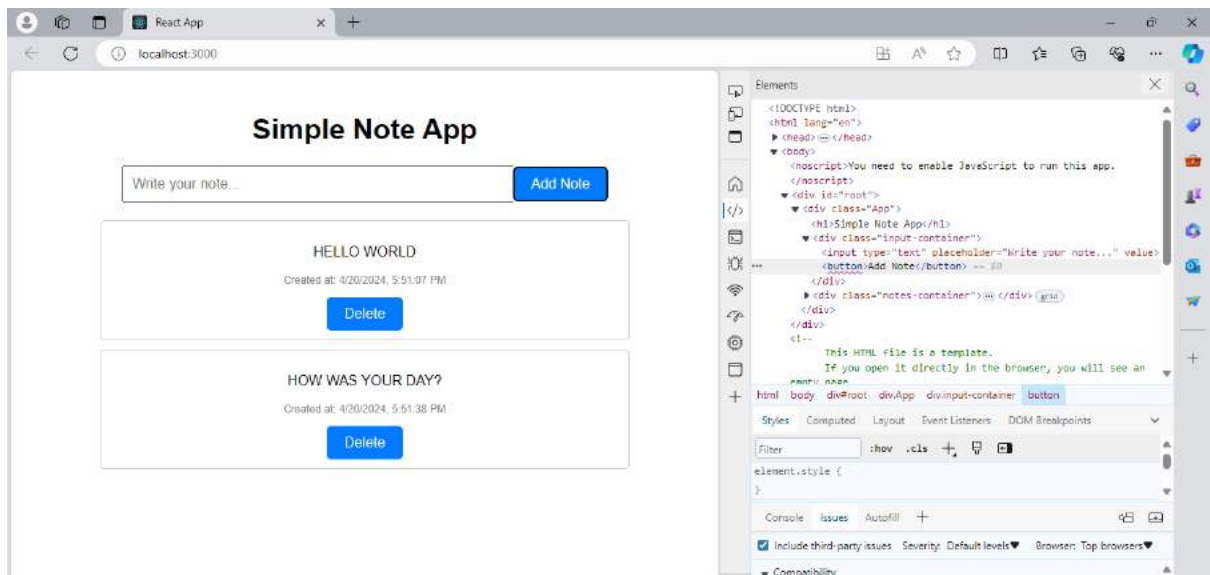 React App
localhost:3000
Simple Note App
Write your note...
Add Note
HELLO WORLD
Created at: 4/20/2024, 5:51:07 PM
Delete
HOW WAS YOUR DAY?
Created at: 4/20/2024, 5:51:38 PM
Delete
Elements
<!DOCTYPE html>
<html lang="en">
<head> </head>
<body>
<noscript>You need to enable JavaScript to run this app.
</noscript>
<div id="root">
<div class="App">
<h1>Simple Note App</h1>
<div class="input-container">
<input type="text" placeholder="Write your note..." value>
<button>Add Note</button> == $0
</div>
<div class="notes-container"> </div> grid
</div>
</div>
<!--
This HTML file is a template.
If you open it directly in the browser, you will see an
empty page.
html body div#root div.App div.input-container button
Styles Computed Layout Event Listeners DOM Breakpoints
Filter :hov .cls
element.style {
}
Console Issues Autofill
Include third-party issues Severity: Default levels▼ Browser: Top browsers▼
Compatibility